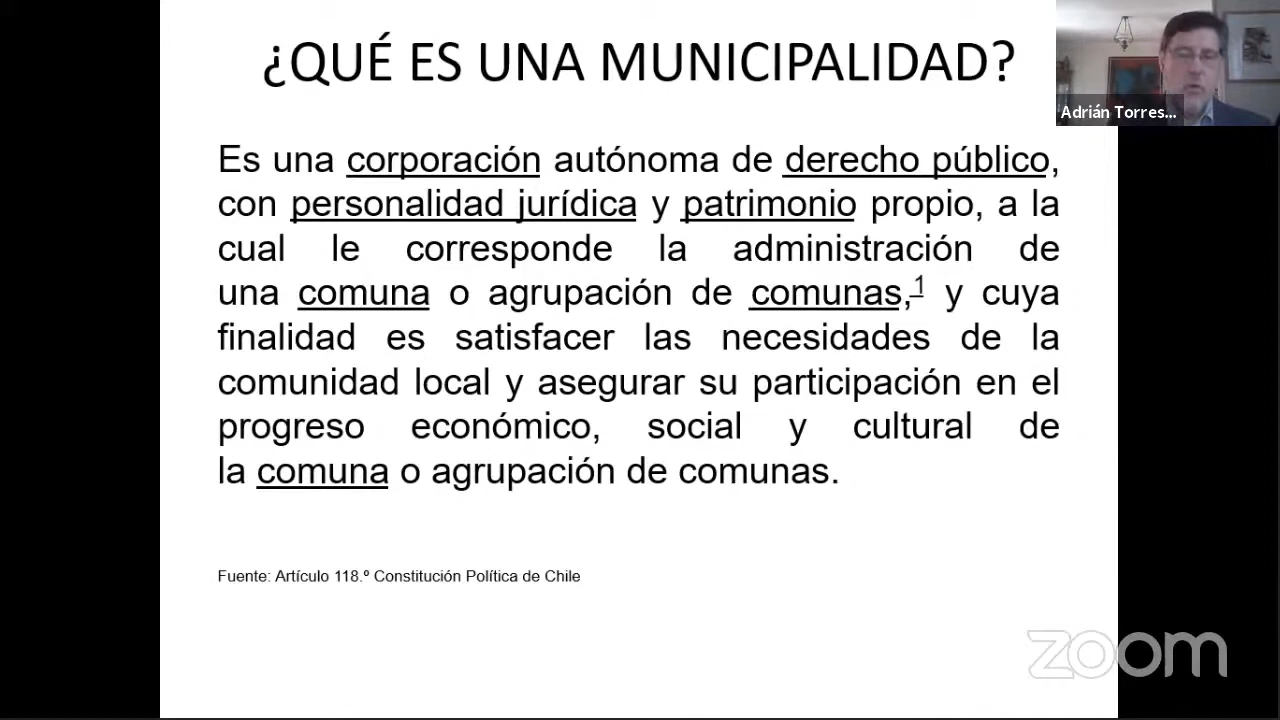 ¿QUÉ ES UNA MUNICIPALIDAD?
Adrián Torres...
Es una corporación autónoma de derecho público,
con personalidad jurídica y patrimonio propio, a la
cual le corresponde la administración de
una comuna o agrupación de comunas,1 y cuya
finalidad es satisfacer las necesidades de la
comunidad local y asegurar su participación en el
progreso económico, social y cultural de
la comuna o agrupación de comunas.
Fuente: Artículo 118.º Constitución Política de Chile
zoom